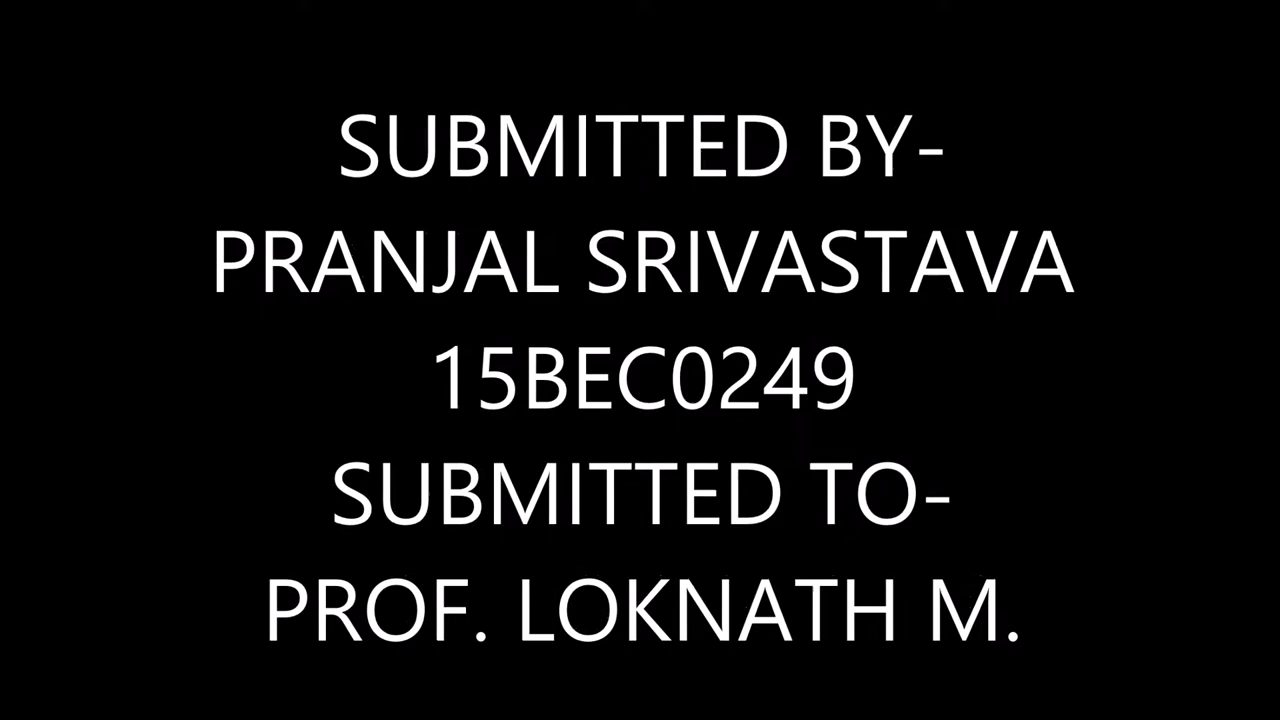 SUBMITTED BY-
PRANJAL SRIVASTAVA
15BEC0249
SUBMITTED TO-
PROF. LOKNATH M.